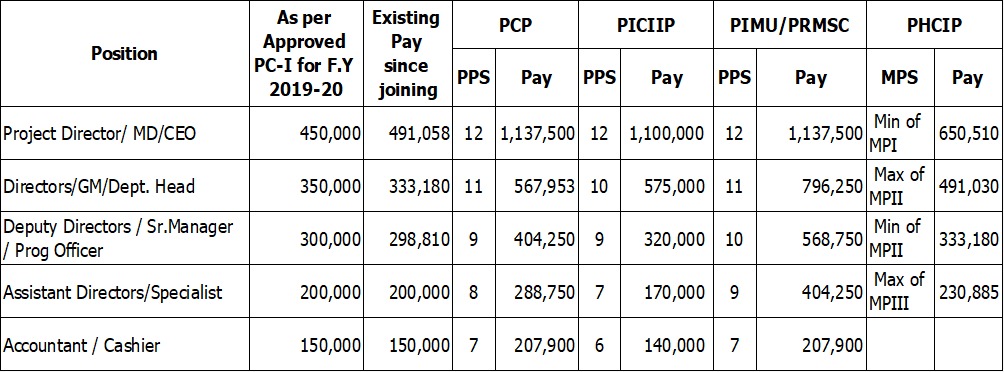 Position | As per Approved PC-I for F.Y 2019-20 | Existing Pay since joining | PCP | PICIIP | PIMU/PRMSC | PHCIP
PPS | Pay | PPS | Pay | PPS | Pay | MPS | Pay
Project Director/ MD/CEO | 450,000 | 491,058 | 12 | 1,137,500 | 12 | 1,100,000 | 12 | 1,137,500 | Min of MPI | 650,510
Directors/GM/Dept. Head | 350,000 | 333,180 | 11 | 567,953 | 10 | 575,000 | 11 | 796,250 | Max of MPII | 491,030
Deputy Directors / Sr.Manager / Prog Officer | 300,000 | 298,810 | 9 | 404,250 | 9 | 320,000 | 10 | 568,750 | Min of MPII | 333,180
Assistant Directors/Specialist | 200,000 | 200,000 | 8 | 288,750 | 7 | 170,000 | 9 | 404,250 | Max of MPIII | 230,885
Accountant / Cashier | 150,000 | 150,000 | 7 | 207,900 | 6 | 140,000 | 7 | 207,900